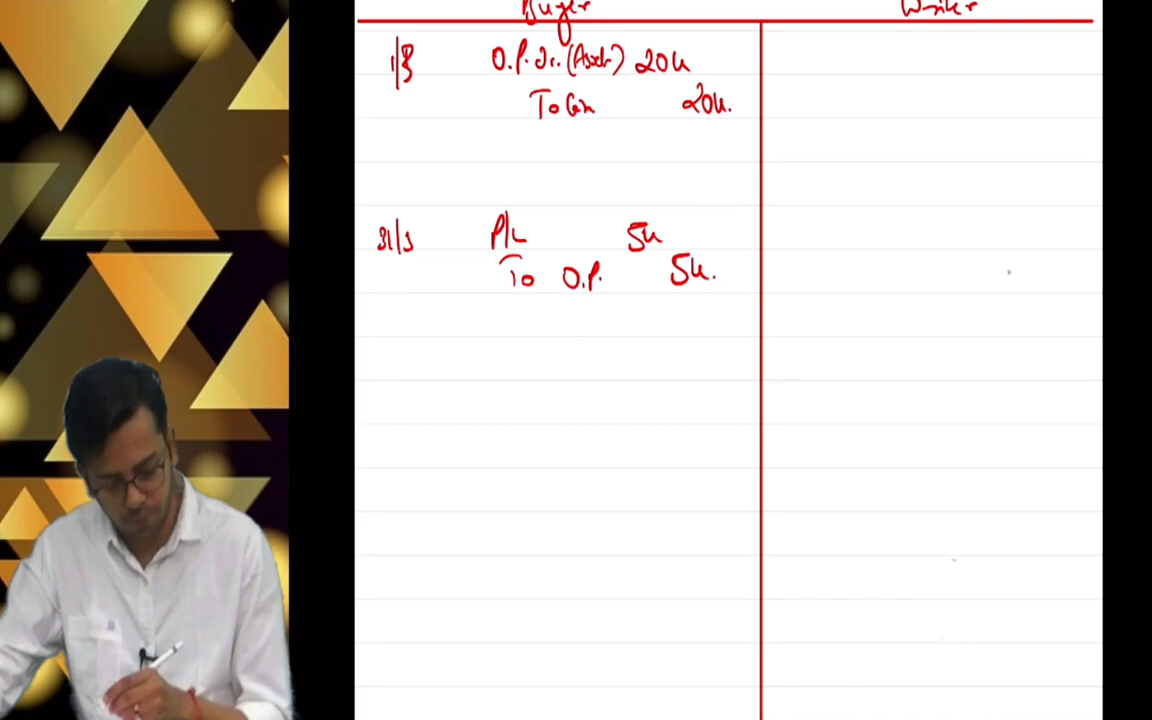 Buyer Writer
1/3 O.P. Dr. (Asset) 20k
To Cash 20k.
31/3 P/L 5k
To O.P. 5k.